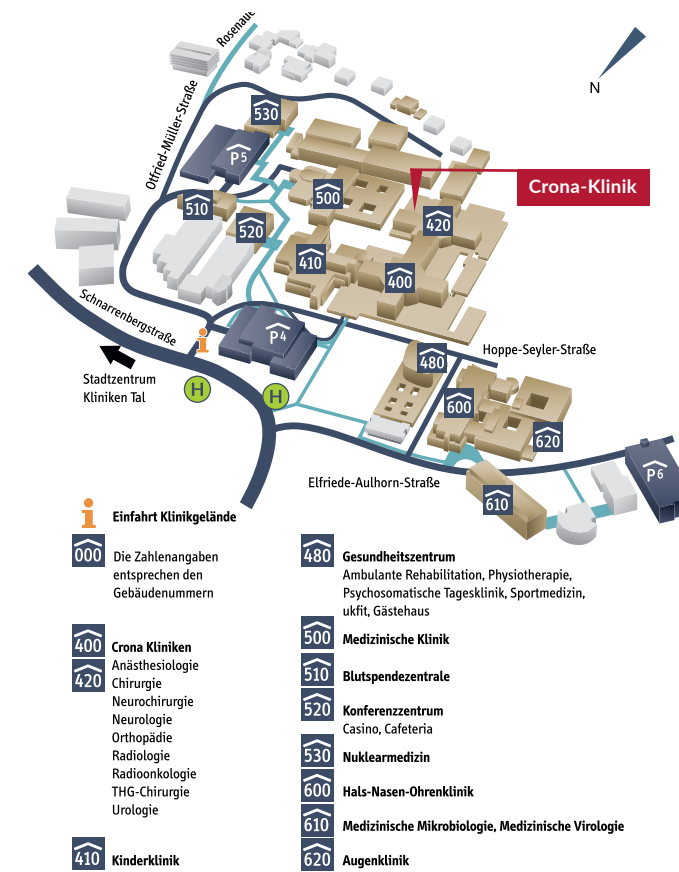 Rosenau
N
Otfried-Müller-Straße
530
P5
Crona-Klinik
500
510
420
520
410
400
Schnarrenbergstraße
i
P4
Hoppe-Seyler-Straße
480
Stadtzentrum
Kliniken Tal
H
H
600
620
P6
Elfriede-Aulhorn-Straße
610
i Einfahrt Klinikgelände
000 Die Zahlenangaben
entsprechen den
Gebäudenummern
400 Crona Kliniken
420 Anästhesiologie
Chirurgie
Neurochirurgie
Neurologie
Orthopädie
Radiologie
Radioonkologie
THG-Chirurgie
Urologie
410 Kinderklinik
480 Gesundheitszentrum
Ambulante Rehabilitation, Physiotherapie,
Psychosomatische Tagesklinik, Sportmedizin,
ukfit, Gästehaus
500 Medizinische Klinik
510 Blutspendezentrale
520 Konferenzzentrum
Casino, Cafeteria
530 Nuklearmedizin
600 Hals-Nasen-Ohrenklinik
610 Medizinische Mikrobiologie, Medizinische Virologie
620 Augenklinik